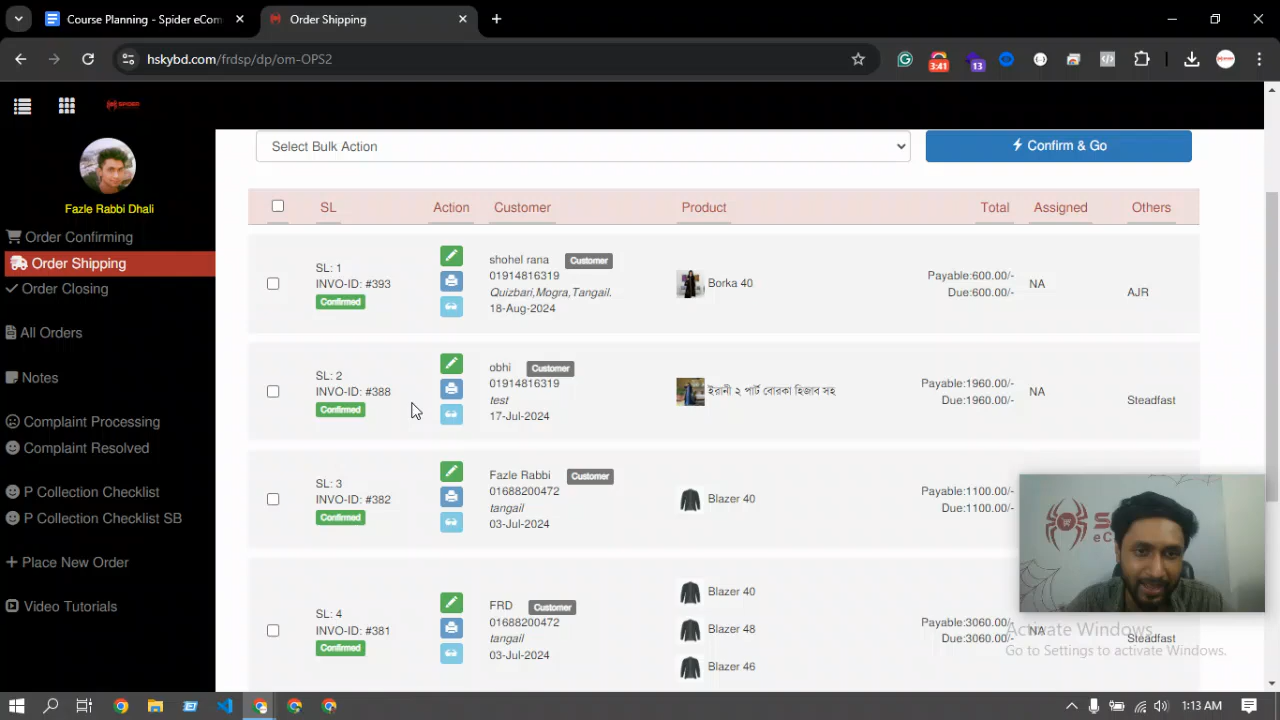 Course Planning - Spider eCom
Order Shipping
hskybd.com/frdsp/dp/om-OPS2
3:41
13
SPIDER
Fazle Rabbi Dhali
Order Confirming
Order Shipping
Order Closing
All Orders
Notes
Complaint Processing
Complaint Resolved
P Collection Checklist
P Collection Checklist SB
Place New Order
Video Tutorials
Select Bulk Action
Confirm & Go
SL Action Customer Product Total Assigned Others
SL: 1
INVO-ID: #393
Confirmed
shohel rana Customer
01914816319
Quizbari,Mogra,Tangail.
18-Aug-2024
Borka 40
Payable:600.00/-
Due:600.00/-
NA
AJR
SL: 2
INVO-ID: #388
Confirmed
obhi Customer
01914816319
test
17-Jul-2024
ইরানী ২ পার্ট বোরকা হিজাব সহ
Payable:1960.00/-
Due:1960.00/-
NA
Steadfast
SL: 3
INVO-ID: #382
Confirmed
Fazle Rabbi Customer
01688200472
tangail
03-Jul-2024
Blazer 40
Payable:1100.00/-
Due:1100.00/-
SL: 4
INVO-ID: #381
Confirmed
FRD Customer
01688200472
tangail
03-Jul-2024
Blazer 40
Blazer 48
Blazer 46
Payable:3060.00/-
Due:3060.00/-
NA
Steadfast
Activate Windows
Go to Settings to activate Windows.
1:13 AM